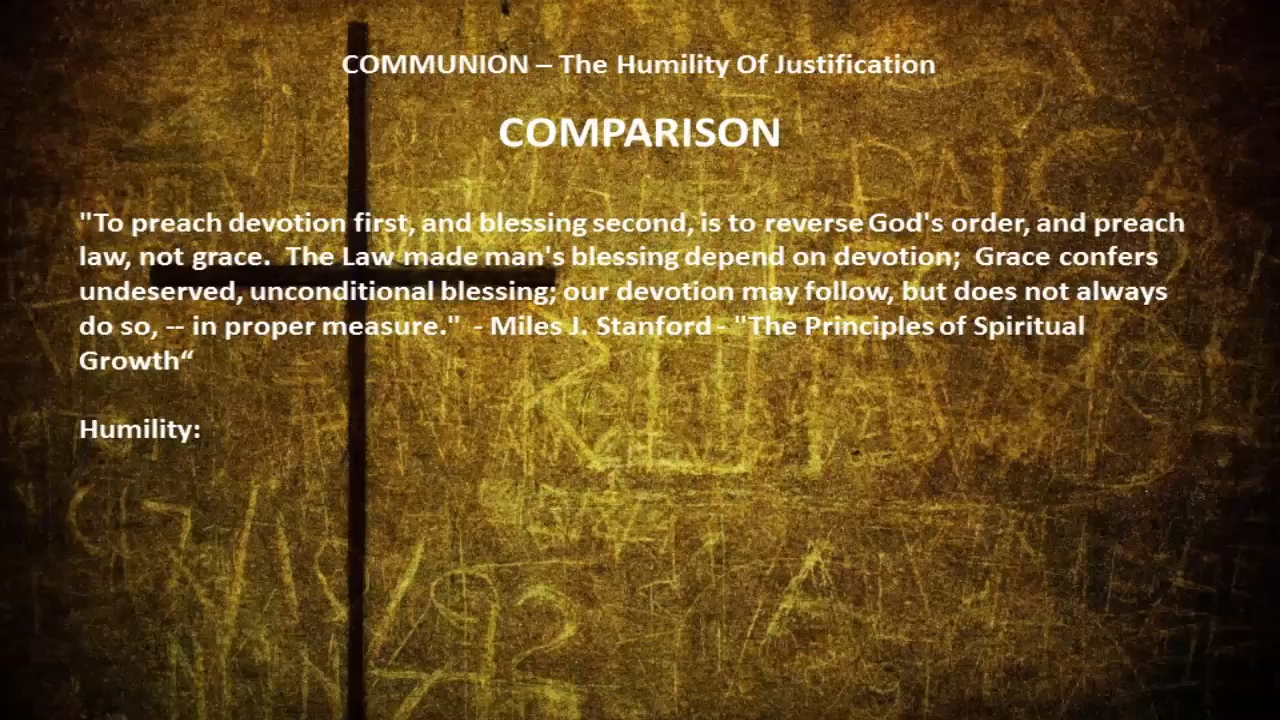 COMMUNION – The Humility Of Justification
COMPARISON
"To preach devotion first, and blessing second, is to reverse God's order, and preach
law, not grace.  The Law made man's blessing depend on devotion;  Grace confers
undeserved, unconditional blessing; our devotion may follow, but does not always
do so, -- in proper measure."  - Miles J. Stanford - "The Principles of Spiritual
Growth“
Humility: